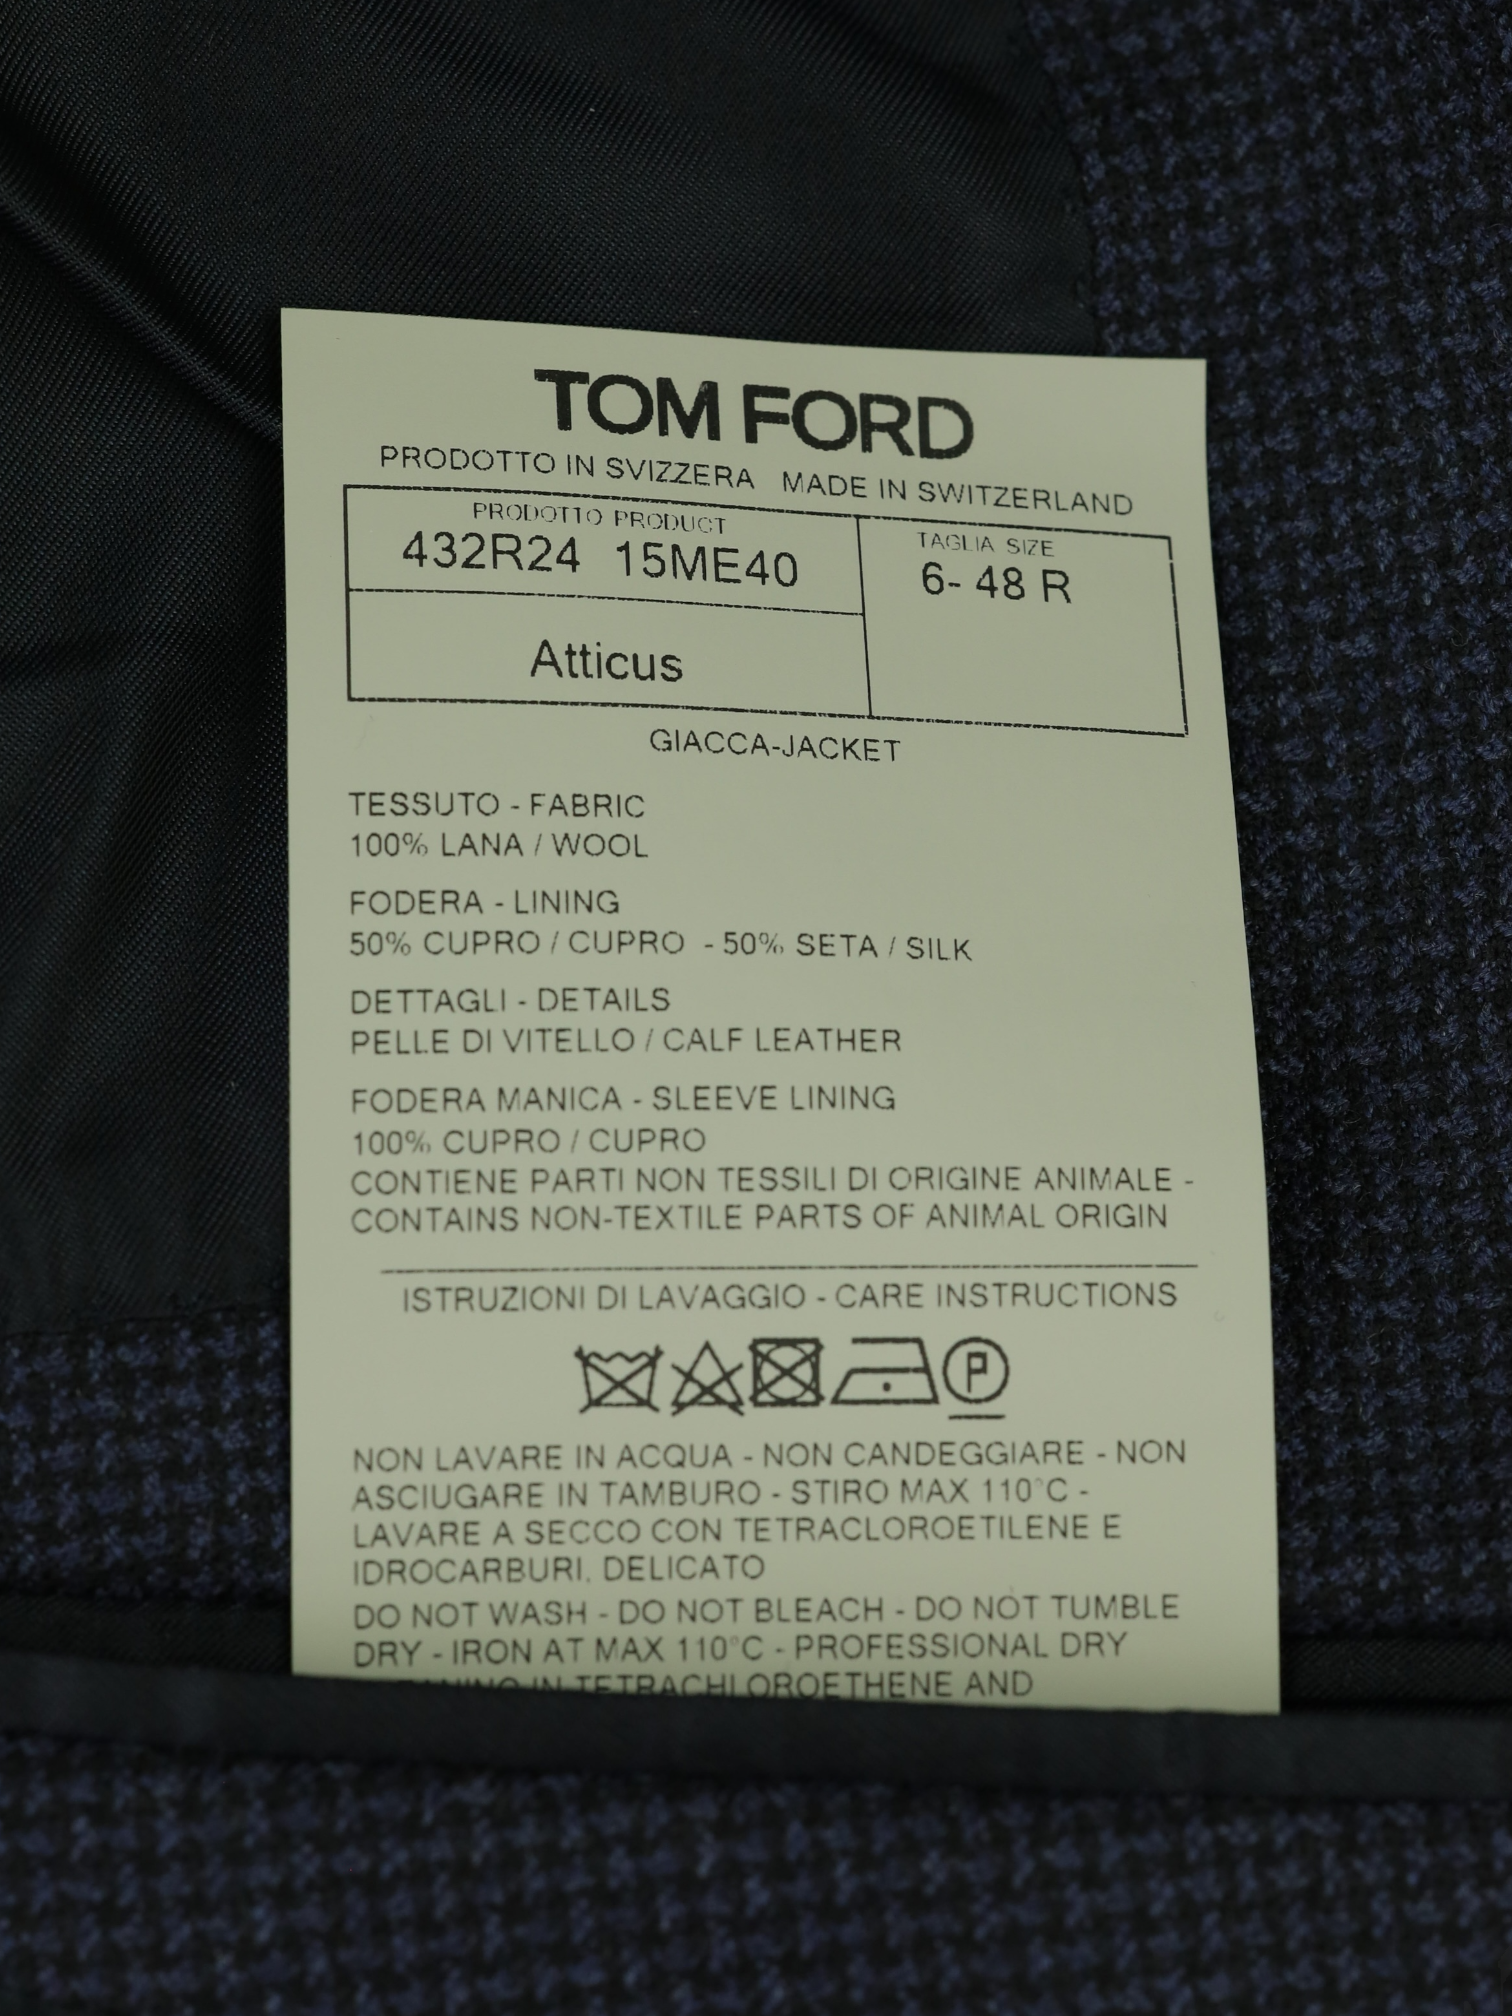 TOM FORD
PRODOTTO IN SVIZZERA MADE IN SWITZERLAND
PRODOTTO PRODUCT
432R24 15ME40
TAGLIA SIZE
6- 48 R
Atticus
GIACCA-JACKET
TESSUTO - FABRIC
100% LANA / WOOL
FODERA - LINING
50% CUPRO / CUPRO - 50% SETA / SILK
DETTAGLI - DETAILS
PELLE DI VITELLO / CALF LEATHER
FODERA MANICA - SLEEVE LINING
100% CUPRO / CUPRO
CONTIENE PARTI NON TESSILI DI ORIGINE ANIMALE -
CONTAINS NON-TEXTILE PARTS OF ANIMAL ORIGIN
ISTRUZIONI DI LAVAGGIO - CARE INSTRUCTIONS
P
NON LAVARE IN ACQUA - NON CANDEGGIARE - NON
ASCIUGARE IN TAMBURO - STIRO MAX 110°C -
LAVARE A SECCO CON TETRACLOROETILENE E
IDROCARBURI, DELICATO
DO NOT WASH - DO NOT BLEACH - DO NOT TUMBLE
DRY - IRON AT MAX 110°C - PROFESSIONAL DRY
IN TETRACHLOROETHENE AND